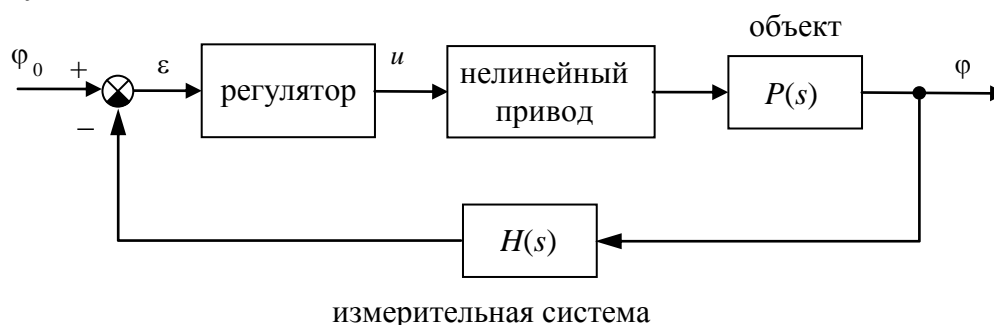 объект
φ0
+
ε
регулятор
u
нелинейный
привод
P(s)
φ
−
H(s)
измерительная система